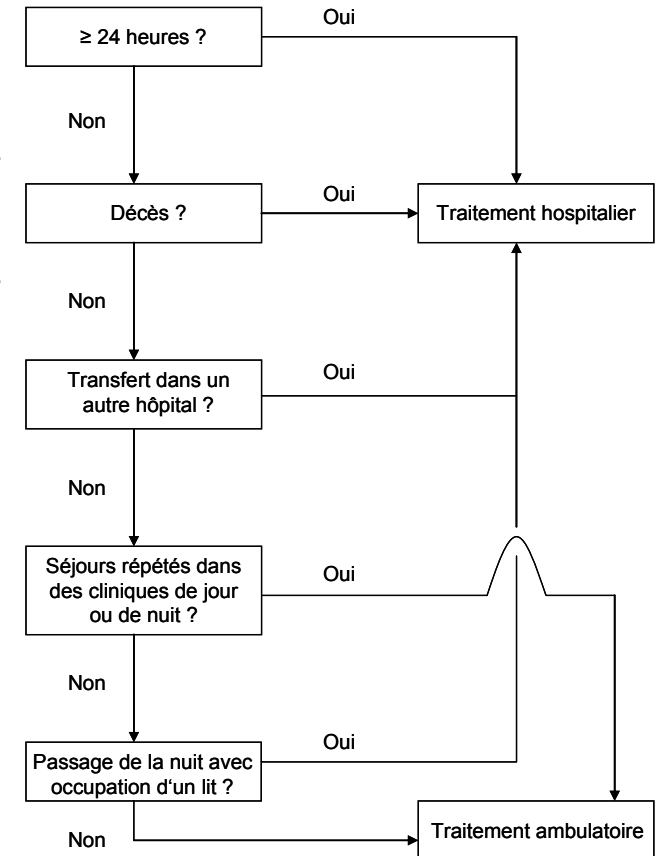 Oui
≥ 24 heures ?
Non
Décès ?
Oui
Traitement hospitalier
Non
Transfert dans un
autre hôpital ?
Oui
Non
Séjours répétés dans
des cliniques de jour
ou de nuit ?
Oui
Non
Passage de la nuit avec
occupation d‘un lit ?
Oui
Non
Traitement ambulatoire